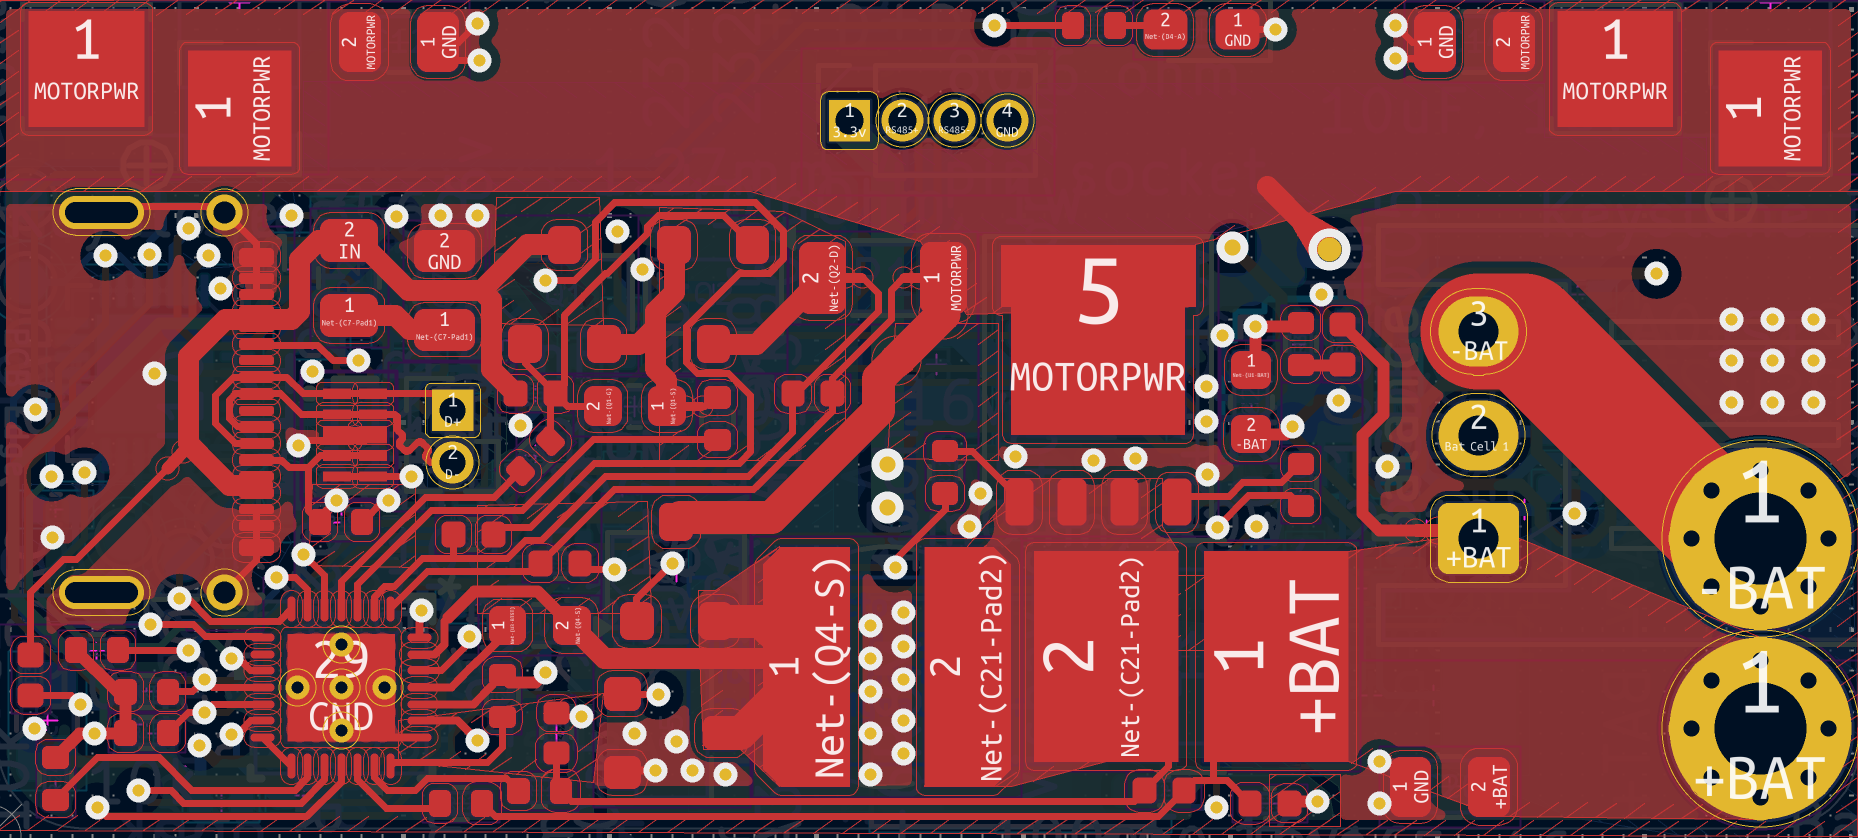 1
MOTORPWR
1
MOTORPWR
2
MOTORPWR
1
GND
2
Net-(D4-A)
1
GND
1
GND
2
MOTORPWR
1
MOTORPWR
1
MOTORPWR
1
3.3v
2
RS485+
3
RS485-
4
GND
2
IN
2
GND
1
Net-(C7-Pad1)
1
Net-(C7-Pad1)
2
Net-(Q2-D)
1
MOTORPWR
5
MOTORPWR
1
D+
2
D-
2
Net-(Q1-G)
1
Net-(Q1-S)
1
Net-(D1-BAT)
2
-BAT
3
-BAT
2
Bat Cell 1
1
+BAT
1
-BAT
1
+BAT
29
GND
1
2
Net-(Q4-S)
1
Net-(Q4-S)
2
Net-(C21-Pad2)
2
Net-(C21-Pad2)
1
+BAT
1
GND
2
+BAT